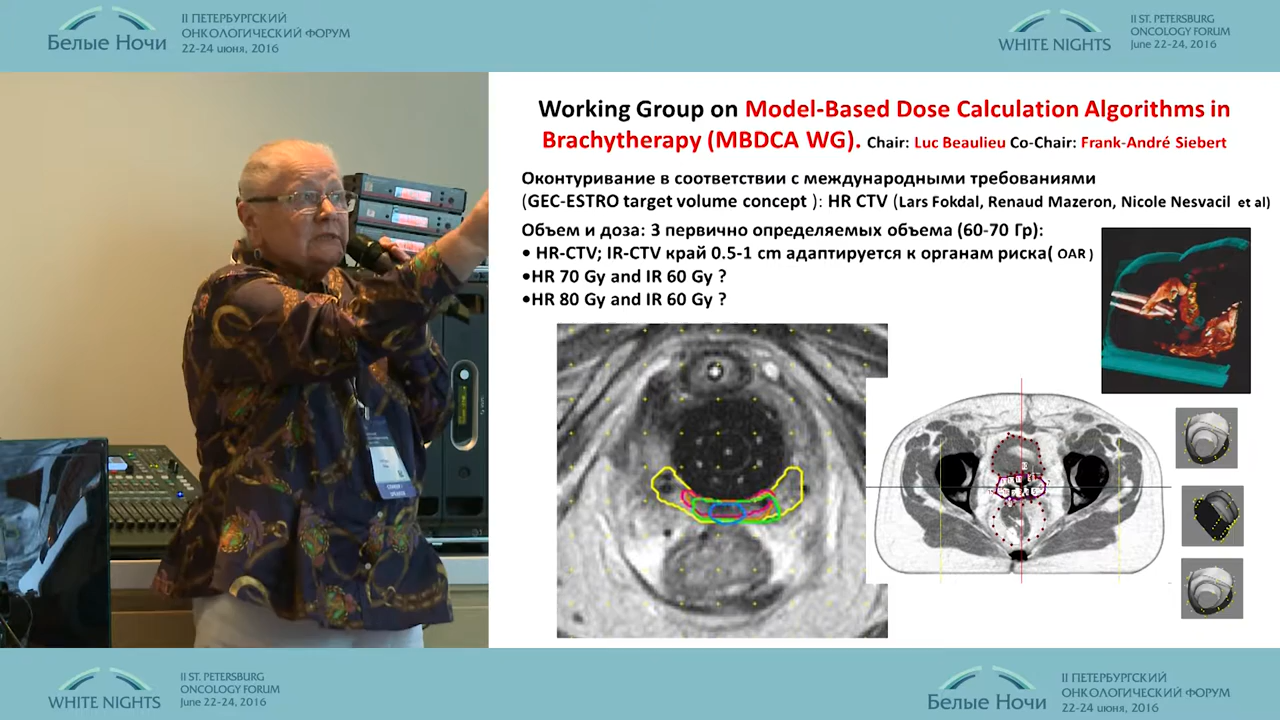 II ПЕТЕРБУРГСКИЙ
ОНКОЛОГИЧЕСКИЙ ФОРУМ
Белые Ночи
22-24 июня, 2016
II ST. PETERSBURG
ONCOLOGY FORUM
WHITE NIGHTS
June 22-24, 2016
Working Group on Model-Based Dose Calculation Algorithms in
Brachytherapy (MBDCA WG). Chair: Luc Beaulieu Co-Chair: Frank-André Siebert
Оконтуривание в соответствии с международными требованиями
(GEC-ESTRO target volume concept ): HR CTV (Lars Fokdal, Renaud Mazeron, Nicole Nesvacil et al)
Объем и доза: 3 первично определяемых объема (60-70 Гр):
• HR-CTV; IR-CTV край 0.5-1 cm адаптируется к органам риска( OAR )
•HR 70 Gy and IR 60 Gy ?
•HR 80 Gy and IR 60 Gy ?
WHITE NIGHTS
II ST. PETERSBURG
ONCOLOGY FORUM
June 22-24, 2016
Белые Ночи
II ПЕТЕРБУРГСКИЙ
ОНКОЛОГИЧЕСКИЙ ФОРУМ
22-24 июня, 2016